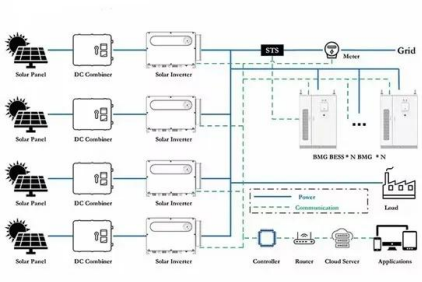 STS
Meter
Grid
Solar Panel
DC Combiner
Solar Inverter
Solar Panel
DC Combiner
Solar Inverter
BMG BESS * N BMG * N
Solar Panel
DC Combiner
Solar Inverter
Power
Communication
Load
Solar Panel
DC Combiner
Solar Inverter
Controller
Router
Cloud Server
Applications